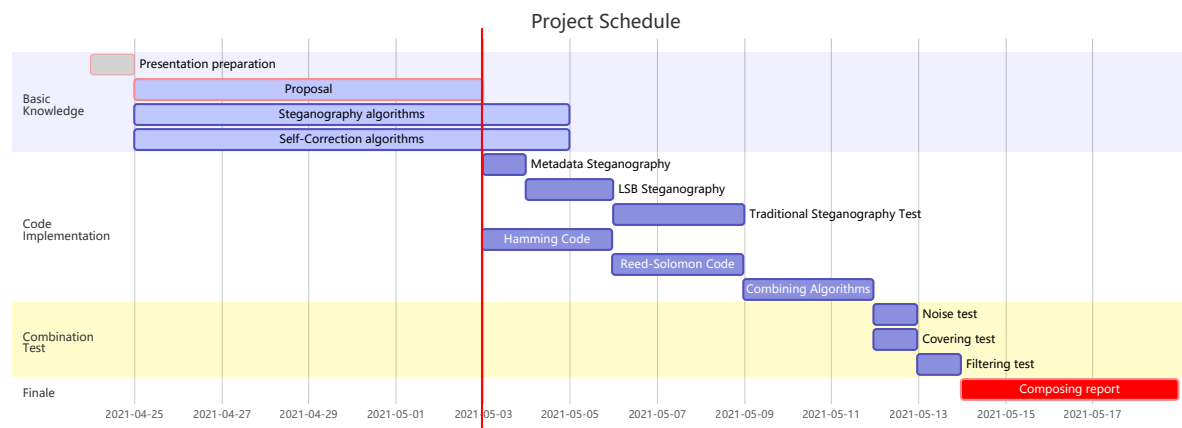 Project Schedule
Presentation preparation
Proposal
Basic
Knowledge
Steganography algorithms
Self-Correction algorithms
Metadata Steganography
LSB Steganography
Traditional Steganography Test
Code
Implementation
Hamming Code
Reed-Solomon Code
Combining Algorithms
Noise test
Combination
Test
Covering test
Filtering test
Finale
Composing report
2021-04-25 2021-04-27 2021-04-29 2021-05-01 2021-05-03 2021-05-05 2021-05-07 2021-05-09 2021-05-11 2021-05-13 2021-05-15 2021-05-17